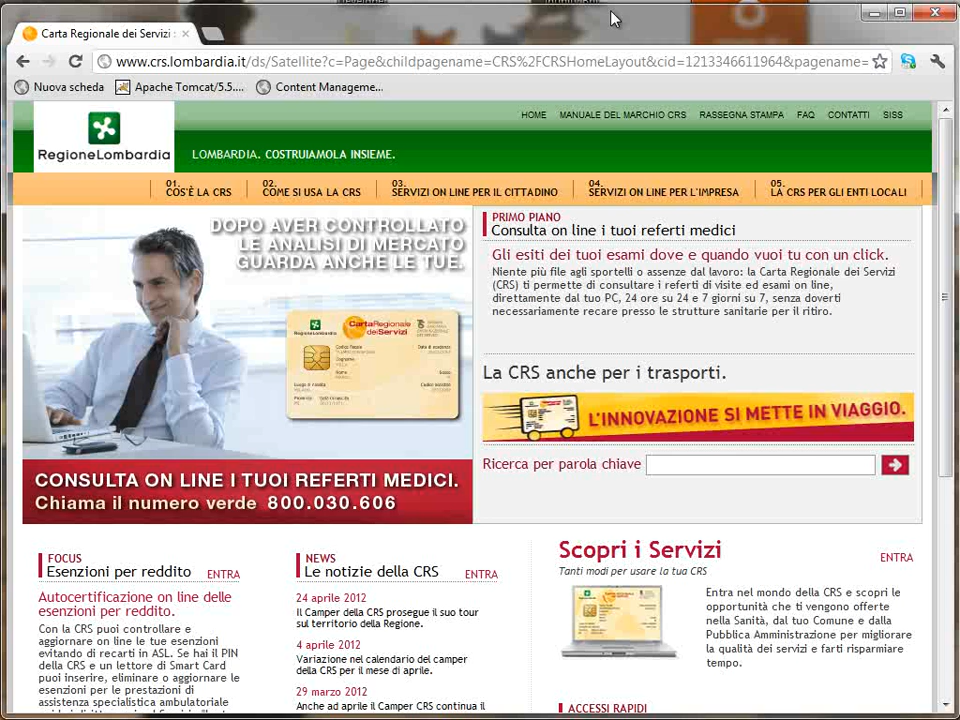 Carta Regionale dei Servizi :
www.crs.lombardia.it/ds/Satellite?c=Page&childpagename=CRS%2FCRSHomeLayout&cid=1213346611964&pagename=
Nuova scheda
Apache Tomcat/5.5....
Content Manageme...
HOME
MANUALE DEL MARCHIO CRS
RASSEGNA STAMPA
FAQ
CONTATTI
SISS
RegioneLombardia
LOMBARDIA. COSTRUIAMOLA INSIEME.
01. COS'È LA CRS
02. COME SI USA LA CRS
03. SERVIZI ON LINE PER IL CITTADINO
04. SERVIZI ON LINE PER L'IMPRESA
05. LA CRS PER GLI ENTI LOCALI
DOPO AVER CONTROLLATO
LE ANALISI DI MERCATO
GUARDA ANCHE LE TUE.
RegioneLombardia
CartaRegionale
deiServizi
CONSULTA ON LINE I TUOI REFERTI MEDICI.
Chiama il numero verde 800.030.606
PRIMO PIANO
Consulta on line i tuoi referti medici
Gli esiti dei tuoi esami dove e quando vuoi tu con un click.
Niente più file agli sportelli o assenze dal lavoro: la Carta Regionale dei Servizi
(CRS) ti permette di consultare i referti di visite ed esami on line,
direttamente dal tuo PC, 24 ore su 24 e 7 giorni su 7, senza doverti
necessariamente recare presso le strutture sanitarie per il ritiro.
La CRS anche per i trasporti.
L'INNOVAZIONE SI METTE IN VIAGGIO.
Ricerca per parola chiave
FOCUS
Esenzioni per reddito
ENTRA
Autocertificazione on line delle
esenzioni per reddito.
Con la CRS puoi controllare e
aggiornare on line le tue esenzioni
evitando di recarti in ASL. Se hai il PIN
della CRS e un lettore di Smart Card
puoi inserire, eliminare o aggiornare le
esenzioni per le prestazioni di
assistenza specialistica ambulatoriale
NEWS
Le notizie della CRS
ENTRA
24 aprile 2012
Il Camper della CRS prosegue il suo tour
sul territorio della Regione.
4 aprile 2012
Variazione nel calendario del camper
della CRS per il mese di aprile.
29 marzo 2012
Anche ad aprile il Camper CRS continua il
Scopri i Servizi
ENTRA
Tanti modi per usare la tua CRS
Entra nel mondo della CRS e scopri le
opportunità che ti vengono offerte
nella Sanità, dal tuo Comune e dalla
Pubblica Amministrazione per migliorare
la qualità dei servizi e farti risparmiare
tempo.
ACCESSI RAPIDI